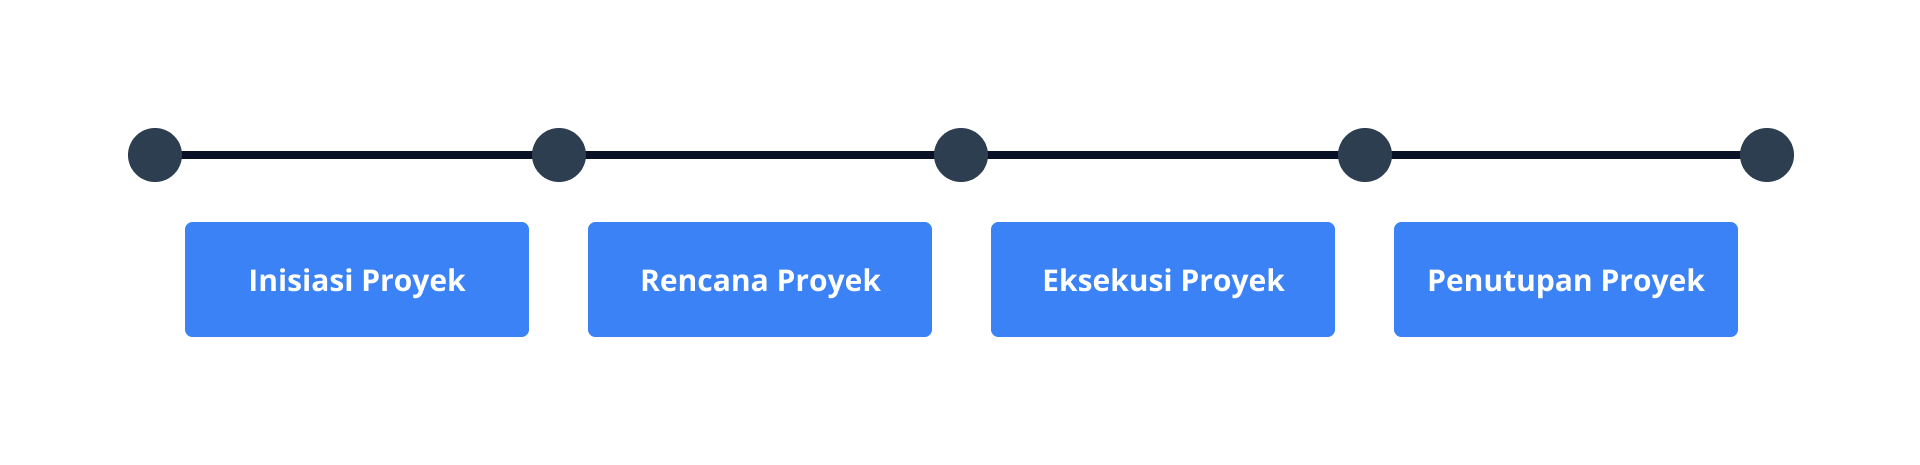 Inisiasi Proyek
Rencana Proyek
Eksekusi Proyek
Penutupan Proyek